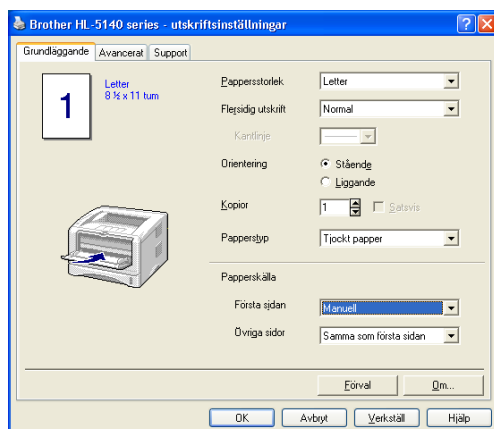 Brother HL-5140 series - utskriftsinställningar
Grundläggande Avancerat Support
1
Letter
8 ½ x 11 tum
Pappersstorlek Letter
Flersidig utskrift Normal
Kantlinje
Orientering Stående
Liggande
Kopior 1 Satsvis
Papperstyp Tjockt papper
Papperskälla
Första sidan Manuell
Övriga sidor Samma som första sidan
Förval Om...
OK Avbryt Verkställ Hjälp